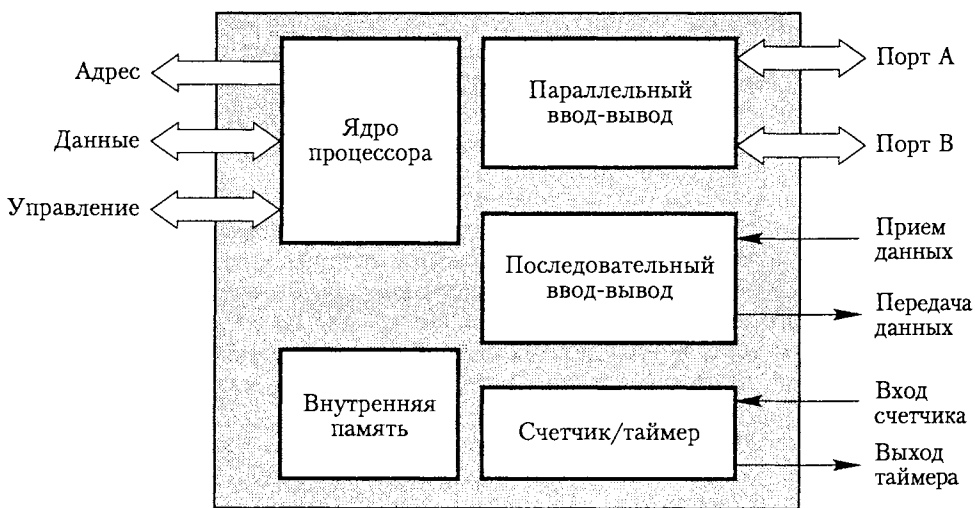 Адрес
Данные
Управление
Ядро
процессора
Внутренняя
память
Параллельный
ввод-вывод
Последовательный
ввод-вывод
Счетчик/таймер
Порт A
Порт B
Прием
данных
Передача
данных
Вход
счетчика
Выход
таймера